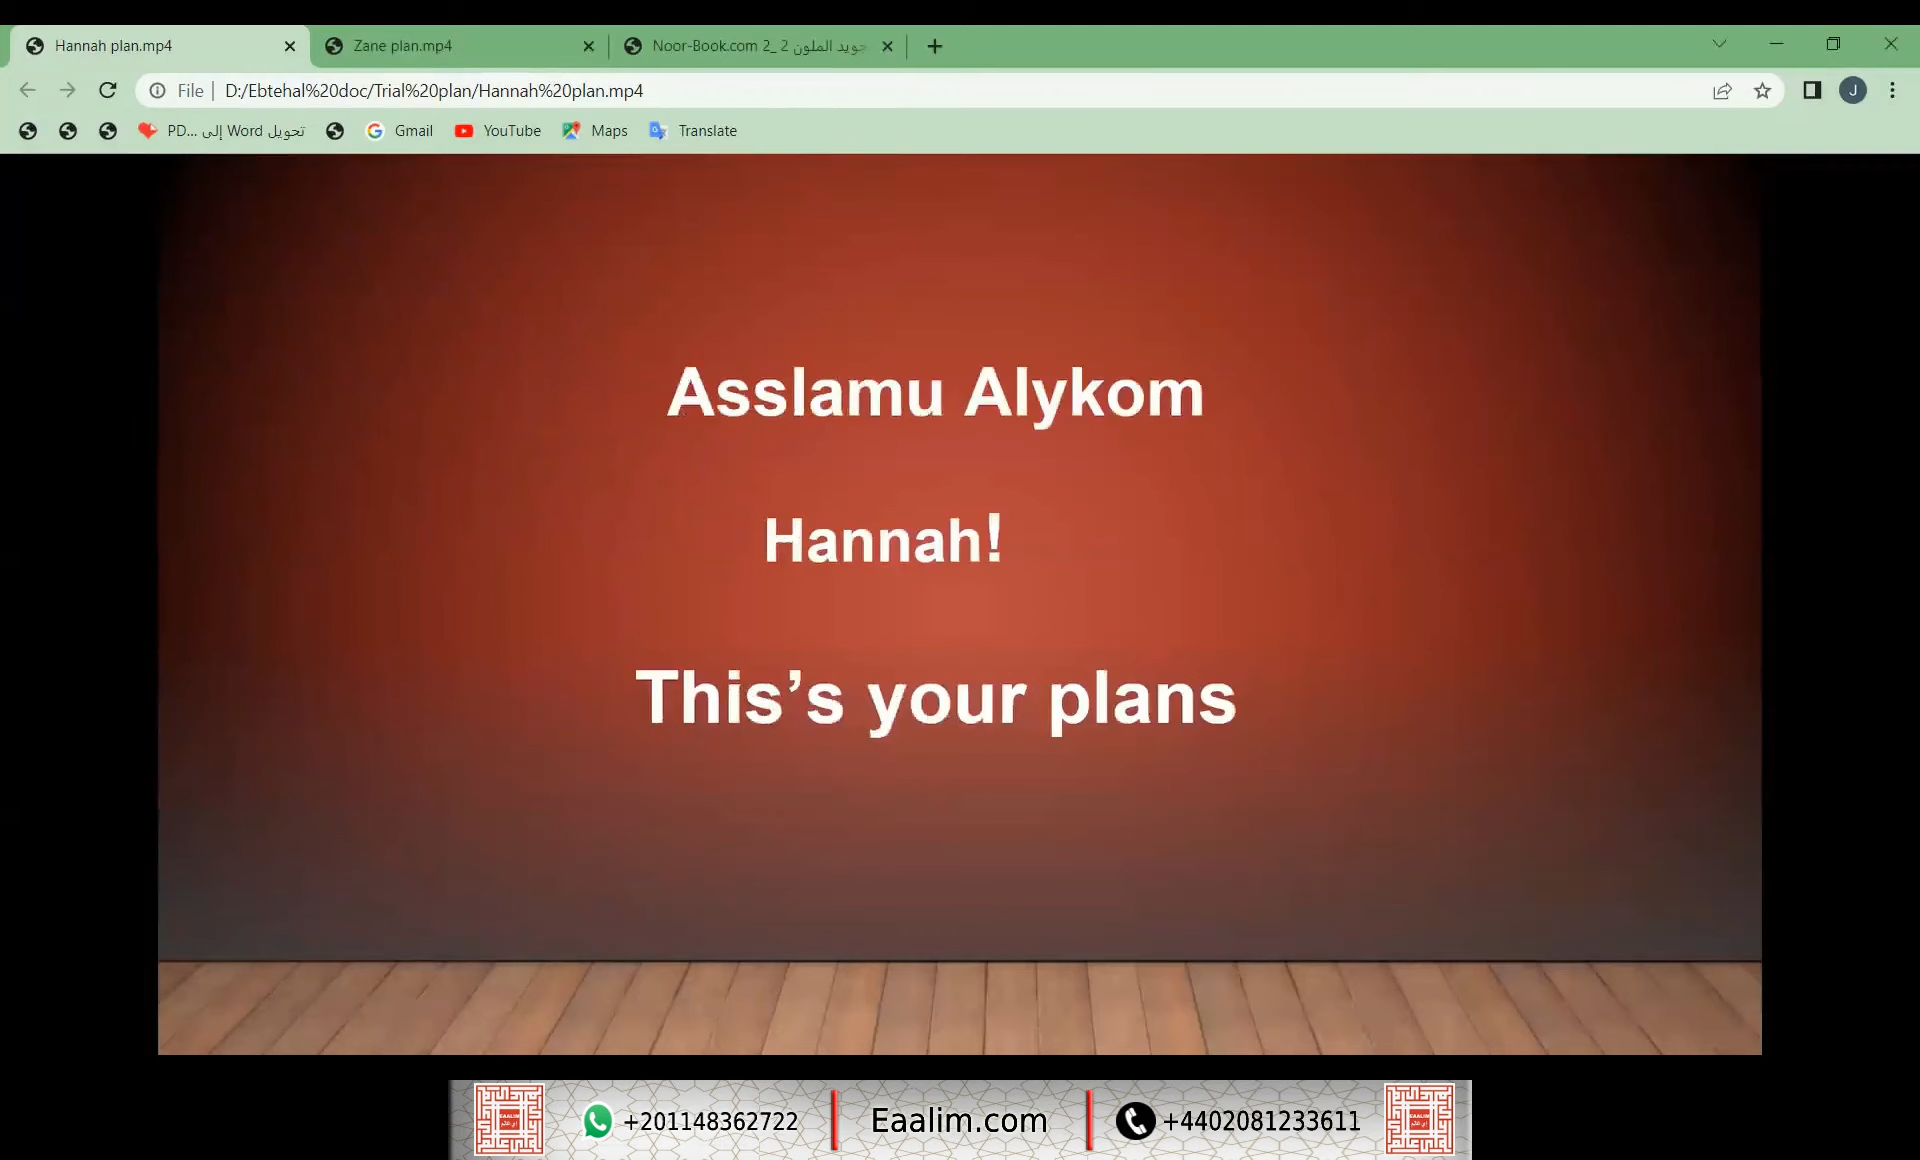 Hannah plan.mp4
Zane plan.mp4
Noor-Book.com 2_ 2 جويد الملون
File
D:/Ebtehal%20doc/Trial%20plan/Hannah%20plan.mp4
J
تحويل Word إلى ...PD
Gmail
YouTube
Maps
Translate
Asslamu Alykom
Hannah!
This’s your plans
+201148362722
Eaalim.com
+4402081233611
EAALIM
EAALIM